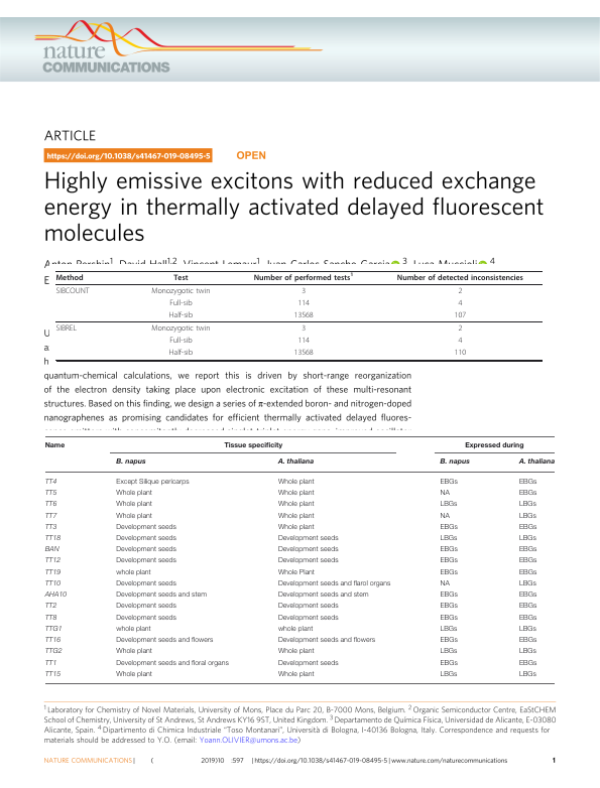 nature
COMMUNICATIONS
ARTICLE
https://doi.org/10.1038/s41467-019-08495-5 OPEN
Highly emissive excitons with reduced exchange
energy in thermally activated delayed fluorescent
molecules
E
Method Test Number of performed tests1 Number of detected inconsistencies
SIBCOUNT Monozygotic twin 3 2
Full-sib 114 4
Half-sib 13568 107
SIBREL Monozygotic twin 3 2
U
Full-sib 114 4
a
Half-sib 13568 110
h
quantum-chemical calculations, we report this is driven by short-range reorganization
of the electron density taking place upon electronic excitation of these multi-resonant
structures. Based on this finding, we design a series of π-extended boron- and nitrogen-doped
nanographenes as promising candidates for efficient thermally activated delayed fluores-
Name Tissue specificity Expressed during
B. napus A. thaliana B. napus A. thaliana
TT4 Except Silique pericarps Whole plant EBGs EBGs
TT5 Whole plant Whole plant NA EBGs
TT6 Whole plant Whole plant LBGs LBGs
TT7 Whole plant Whole plant NA LBGs
TT3 Development seeds Whole plant EBGs EBGs
TT18 Development seeds Development seeds LBGs LBGs
BAN Development seeds Development seeds EBGs EBGs
TT12 Development seeds Development seeds EBGs EBGs
TT19 whole plant Whole Plant EBGs EBGs
TT10 Development seeds Development seeds and flarol organs NA LBGs
AHA10 Development seeds and stem Development seeds and stem EBGs EBGs
TT2 Development seeds Development seeds EBGs EBGs
TT8 Development seeds Development seeds EBGs EBGs
TTG1 whole plant whole plant LBGs LBGs
TT16 Development seeds and flowers Development seeds and flowers EBGs EBGs
TTG2 Whole plant Whole plant LBGs LBGs
TT1 Development seeds and floral organs Development seeds EBGs EBGs
TT15 Whole plant Whole plant LBGs LBGs
1 Laboratory for Chemistry of Novel Materials, University of Mons, Place du Parc 20, B-7000 Mons, Belgium. 2 Organic Semiconductor Centre, EaStCHEM
School of Chemistry, University of St Andrews, St Andrews KY16 9ST, United Kingdom. 3 Departamento de Química Física, Universidad de Alicante, E-03080
Alicante, Spain. 4 Dipartimento di Chimica Industriale "Toso Montanari", Università di Bologna, I-40136 Bologna, Italy. Correspondence and requests for
materials should be addressed to Y.O. (email: Yoann.OLIVIER@umons.ac.be)
NATURE COMMUNICATIONS | ( 2019)10 :597 | https://doi.org/10.1038/s41467-019-08495-5 | www.nature.com/naturecommunications 1